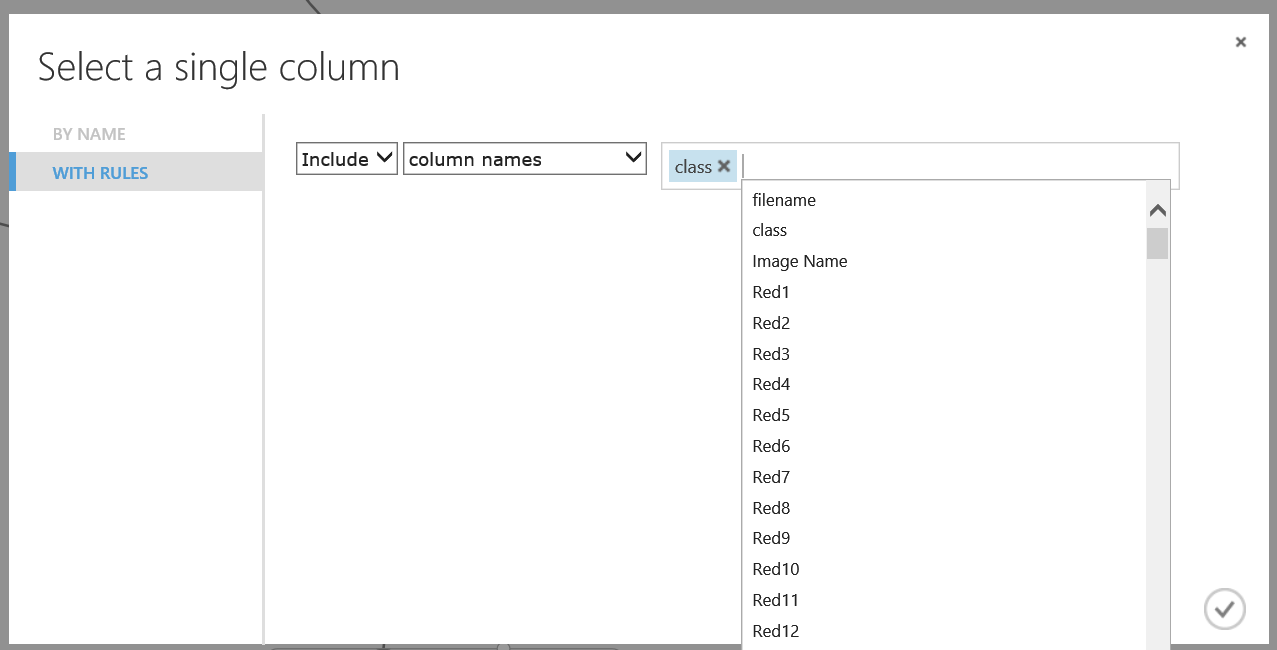 Select a single column
BY NAME
WITH RULES
Include column names class
filename
class
Image Name
Red1
Red2
Red3
Red4
Red5
Red6
Red7
Red8
Red9
Red10
Red11
Red12